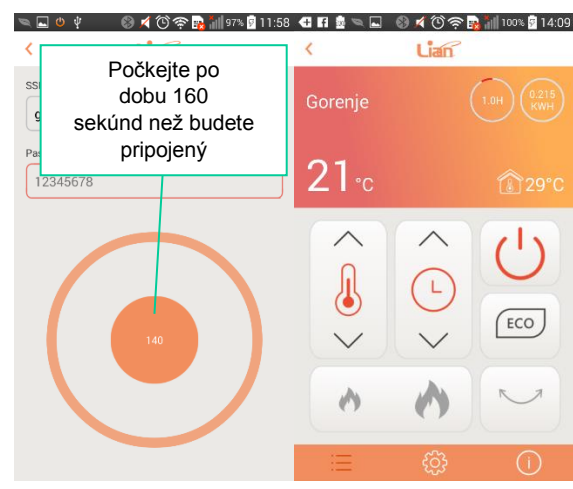 97% 11:58
100% 14:09
Lian
Počkejte po
dobu 160
sekúnd než budete
pripojený
12345678
140
Lian
Gorenje
1.0H
0.215
KWH
21°C
29°C
ECO